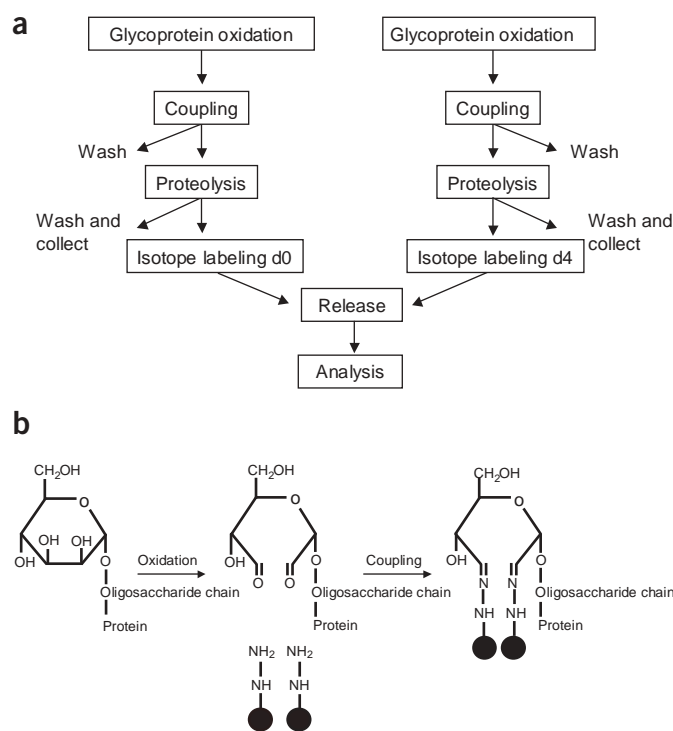 a
Glycoprotein oxidation
Glycoprotein oxidation
Coupling
Coupling
Wash
Wash
Proteolysis
Proteolysis
Wash and
collect
Wash and
collect
Isotope labeling d0
Isotope labeling d4
Release
Analysis
b
CH2OH
O
OH
OH
OH
O
Oligosaccharide chain
Protein
Oxidation
CH2OH
O
OH
O
O
O
Oligosaccharide chain
Protein
NH2
NH2
NH
NH
Coupling
CH2OH
O
OH
N
N
O
NH
NH
Oligosaccharide chain
Protein